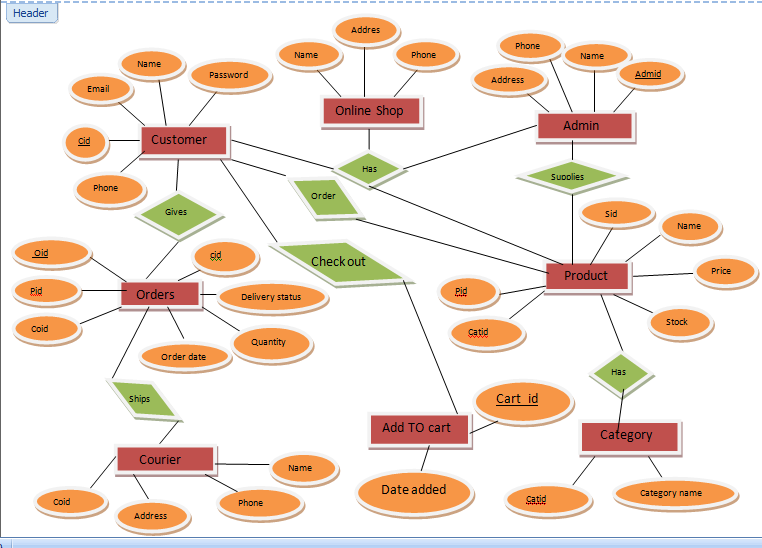 Header
Addres
Name
Phone
Online Shop
Phone
Name
Address
Admid
Admin
Name
Email
Password
Cid
Customer
Phone
Has
Supplies
Order
Gives
Check out
Sid
Name
Product
Price
Pid
Catid
Stock
Oid
cid
Pid
Orders
Delivery status
Coid
Order date
Quantity
Ships
Has
Cart_id
Add TO cart
Date added
Category
Catid
Category name
Courier
Name
Coid
Address
Phone